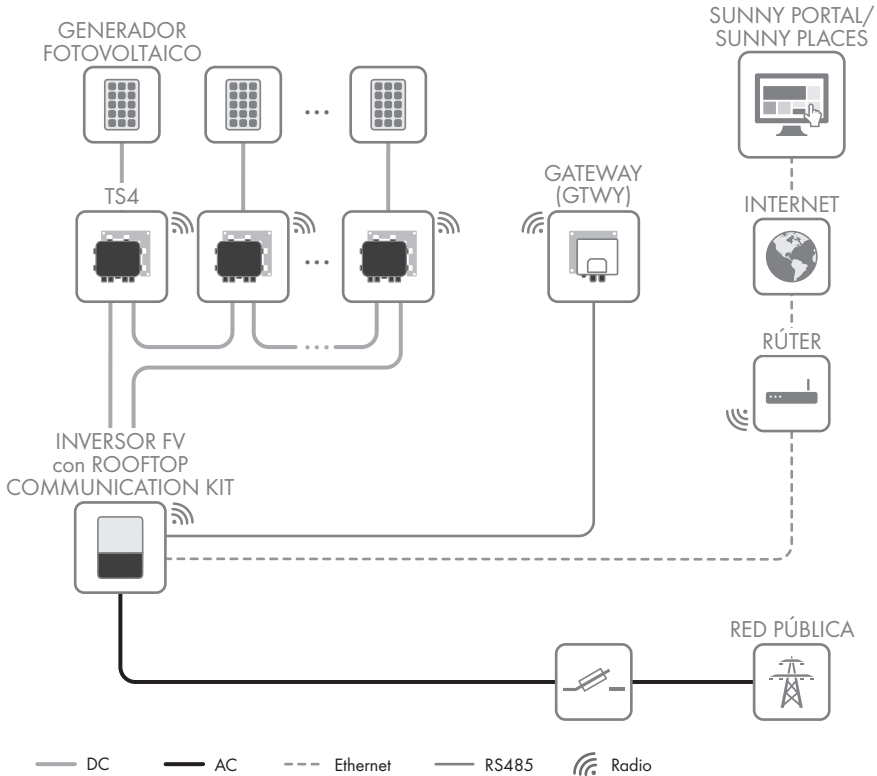 GENERADOR
FOTOVOLTAICO
SUNNY PORTAL/
SUNNY PLACES
TS4
GATEWAY
(GTWY)
INTERNET
RÚTER
INVERSOR FV
con ROOFTOP
COMMUNICATION KIT
RED PÚBLICA
DC
AC
Ethernet
RS485
Radio